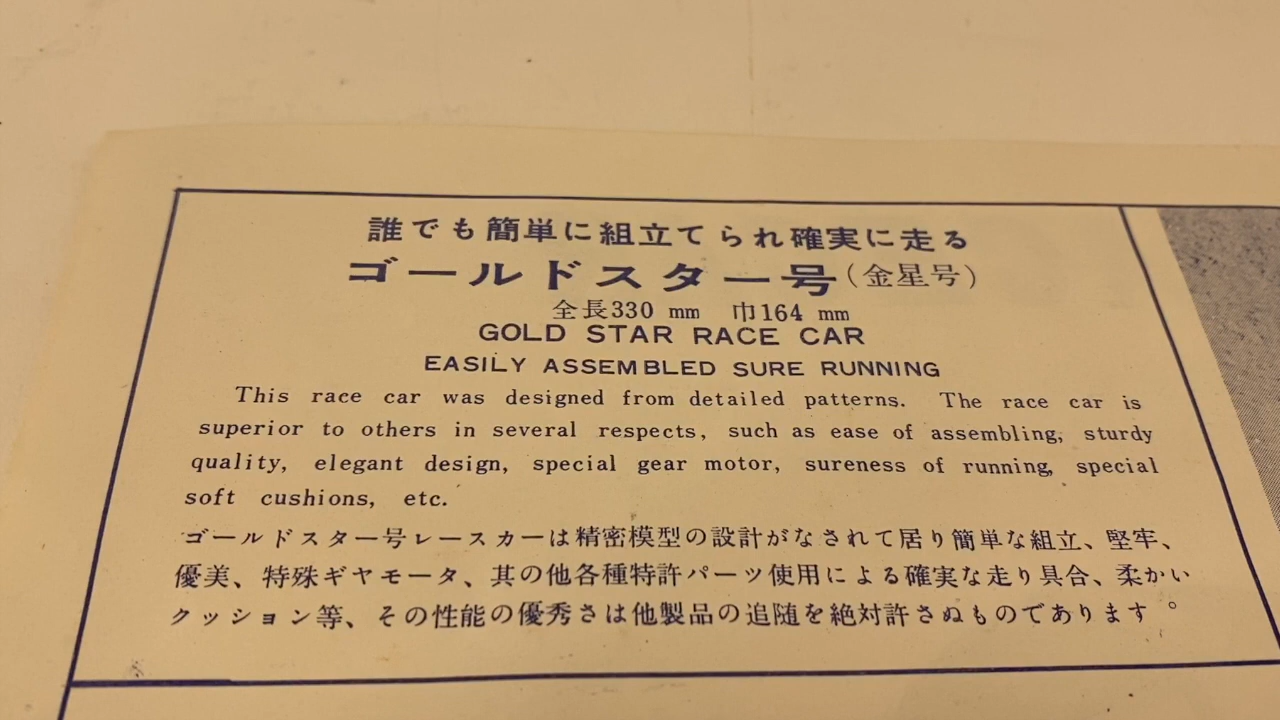 誰でも簡単に組立てられ確実に走る
ゴールドスター号(金星号)
全長330 mm 巾164 mm
GOLD STAR RACE CAR
EASILY ASSEMBLED SURE RUNNING
This race car was designed from detailed patterns. The race car is
superior to others in several respects, such as ease of assembling, sturdy
quality, elegant design, special gear motor, sureness of running, special
soft cushions, etc.
ゴールドスター号レースカーは精密模型の設計がなされて居り簡単な組立、堅牢、
優美、特殊ギヤモータ、其の他各種特許パーツ使用による確実な走り具合、柔かい
クッション等、その性能の優秀さは他製品の追随を絶対許さぬものであります。